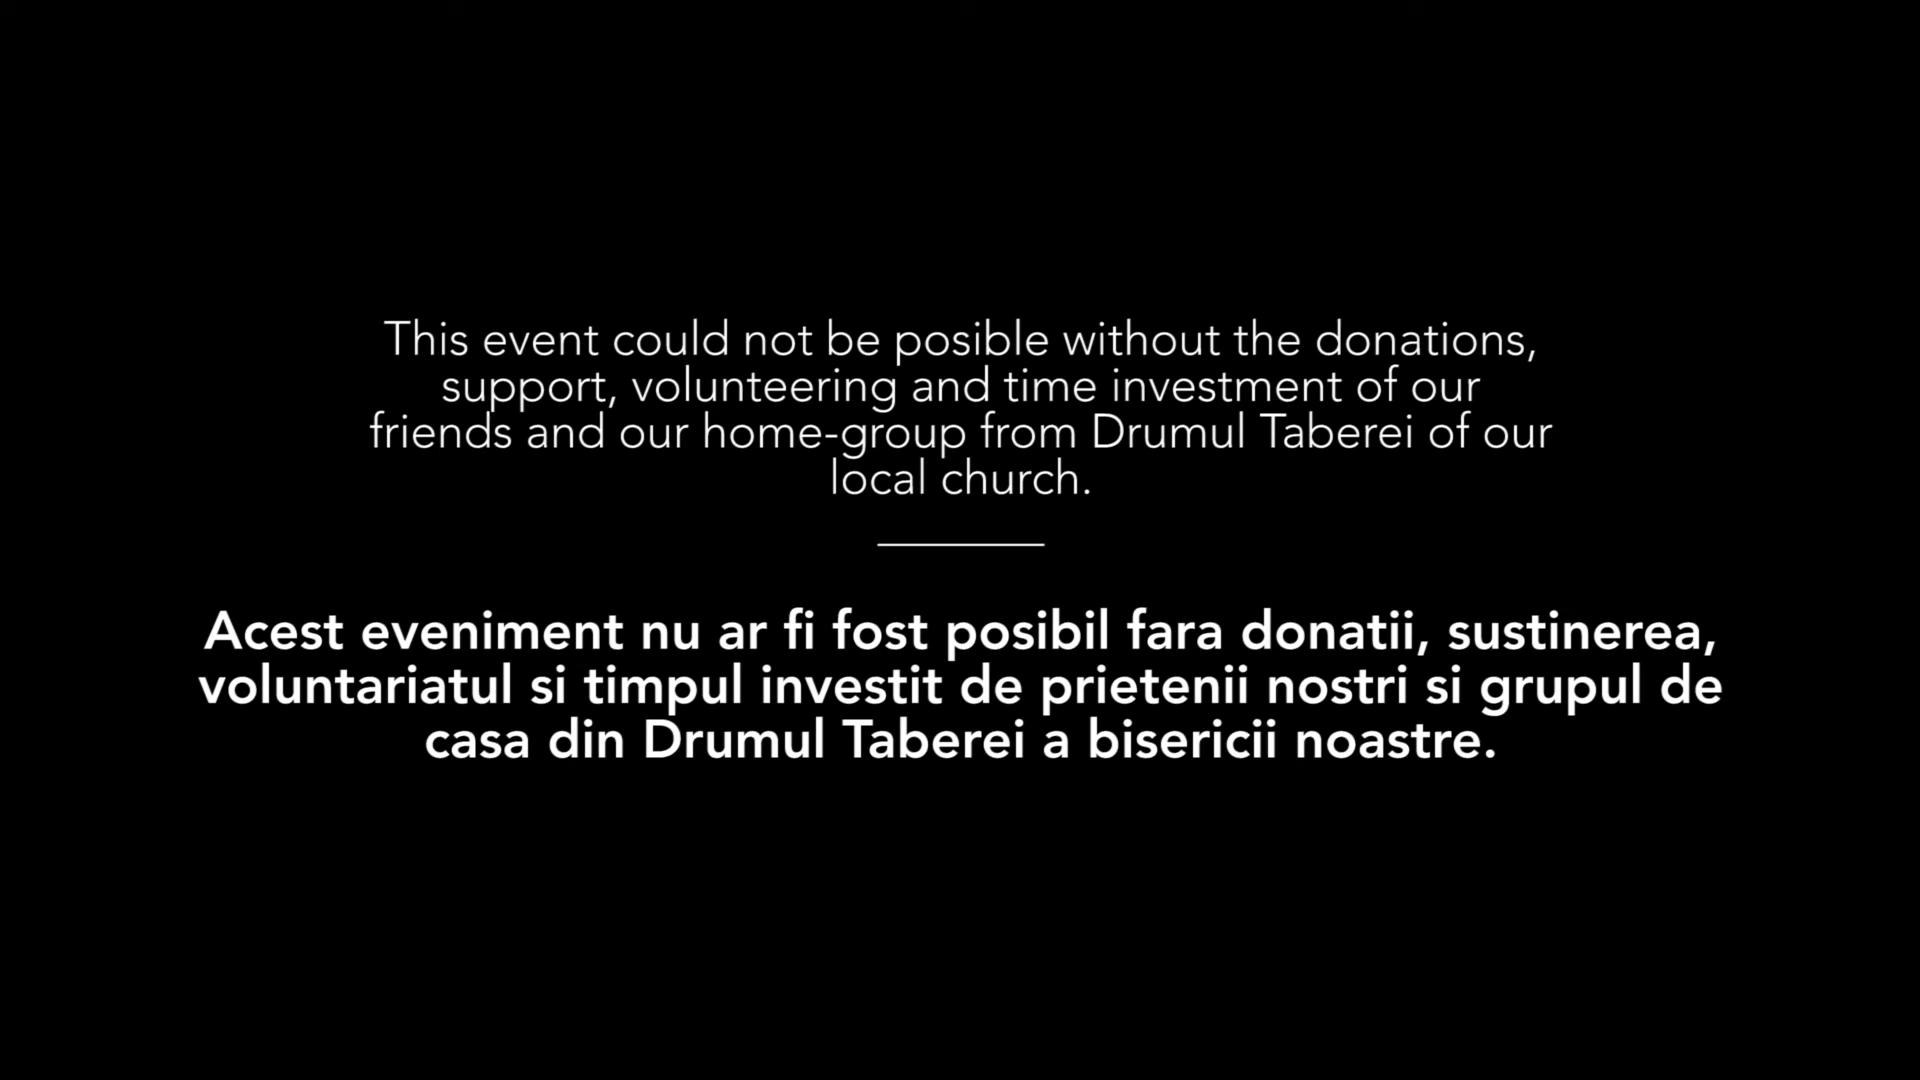 This event could not be posible without the donations,
support, volunteering and time investment of our
friends and our home-group from Drumul Taberei of our
local church.
Acest eveniment nu ar fi fost posibil fara donatii, sustinerea,
voluntariatul si timpul investit de prietenii nostri si grupul de
casa din Drumul Taberei a bisericii noastre.